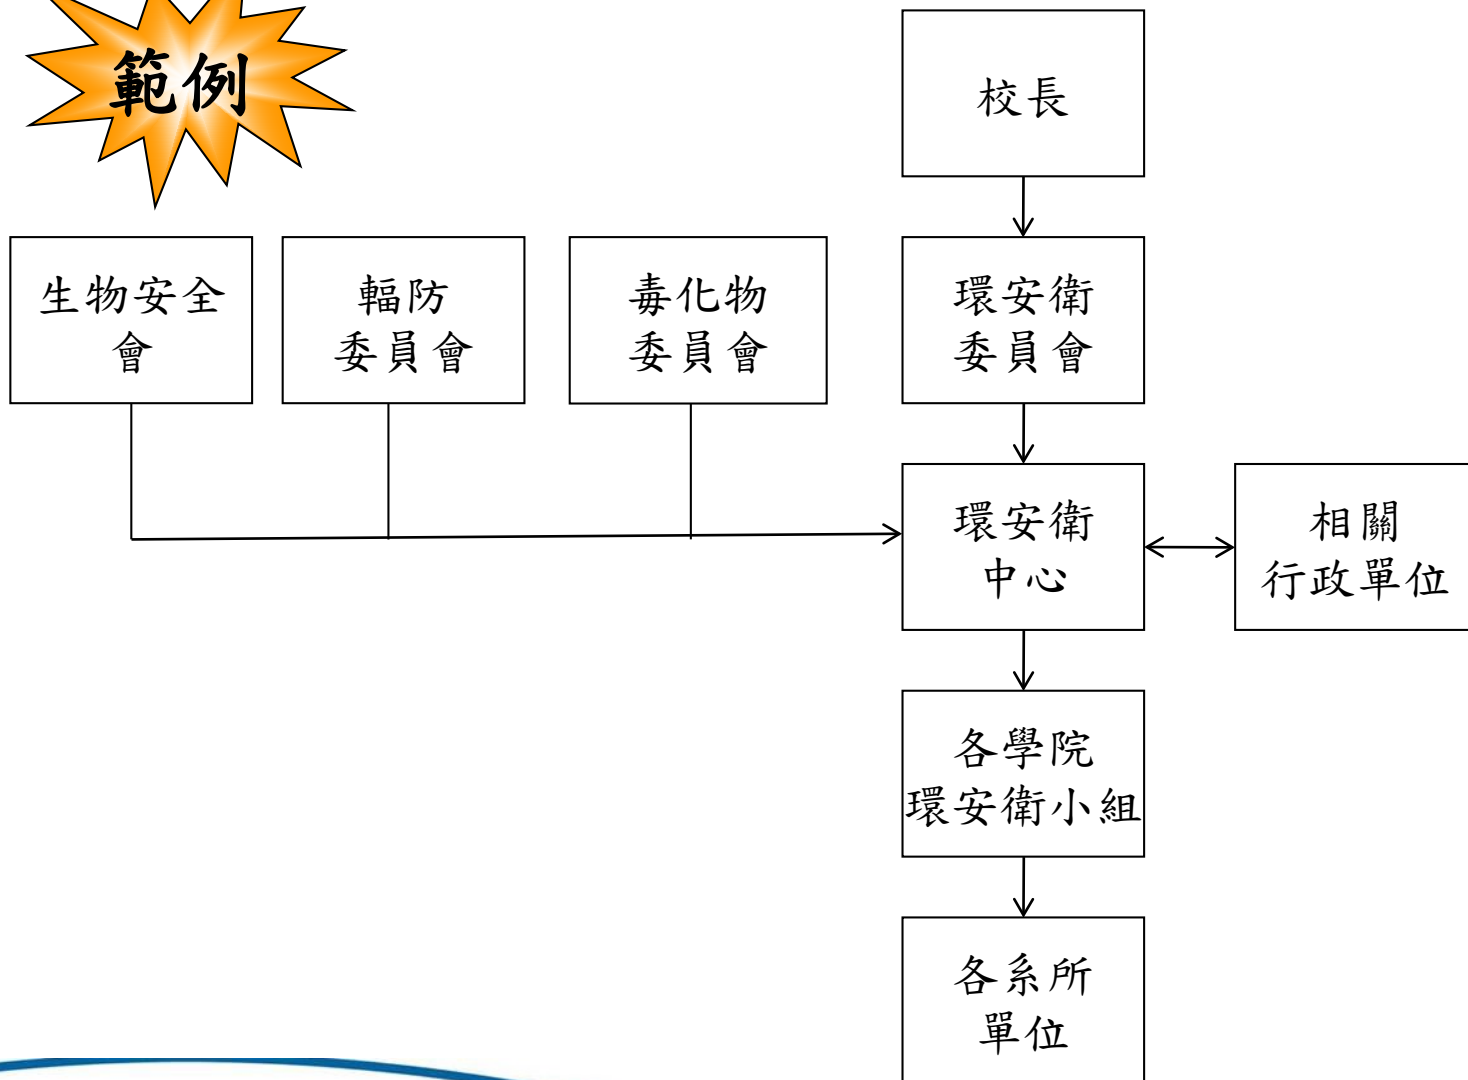 範例
校長
生物安全
會
輻防
委員會
毒化物
委員會
環安衛
委員會
環安衛
中心
相關
行政單位
各學院
環安衛小組
各系所
單位